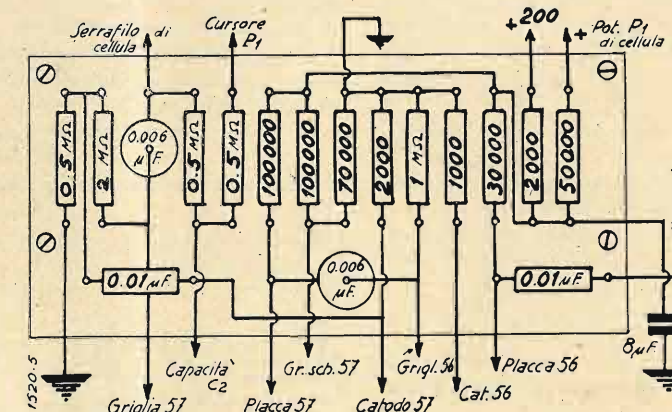 Serrafilo di
cellula
Cursore
P1
+200
+ Pot. P1
di cellula
0.5 MΩ
2 MΩ
0.006
µF.
0.5 MΩ
0.5 MΩ
100000
100000
70000
2000
1 MΩ
1000
30000
2000
50000
0.01 µF.
0.006
µF.
0.01 µF.
8 µF.
1520.5
Griglia 57
Capacità
C2
Placca 57
Gr. sch. 57
Catodo 57
Grigl. 56
Cat. 56
Placca 56